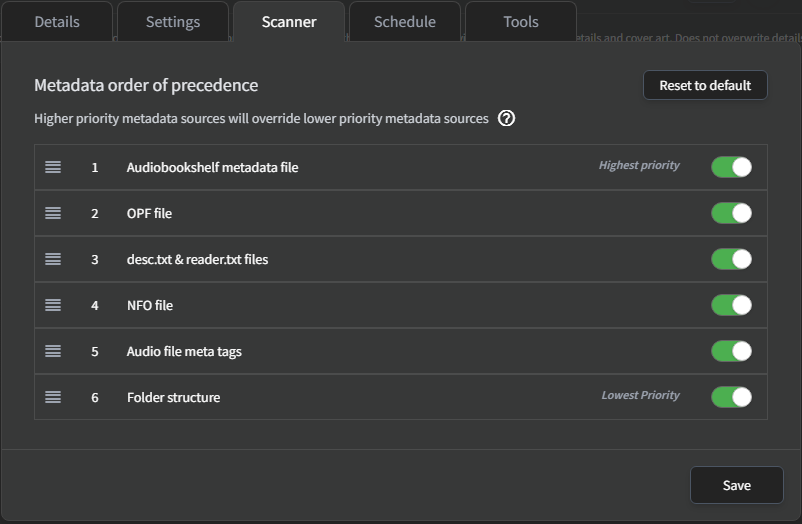 Details
Settings
Scanner
Schedule
Tools
etails and cover art. Does not overwrite details
Metadata order of precedence
Reset to default
Higher priority metadata sources will override lower priority metadata sources ?
1 Audiobookshelf metadata file Highest priority
2 OPF file
3 desc.txt & reader.txt files
4 NFO file
5 Audio file meta tags
6 Folder structure Lowest Priority
Save